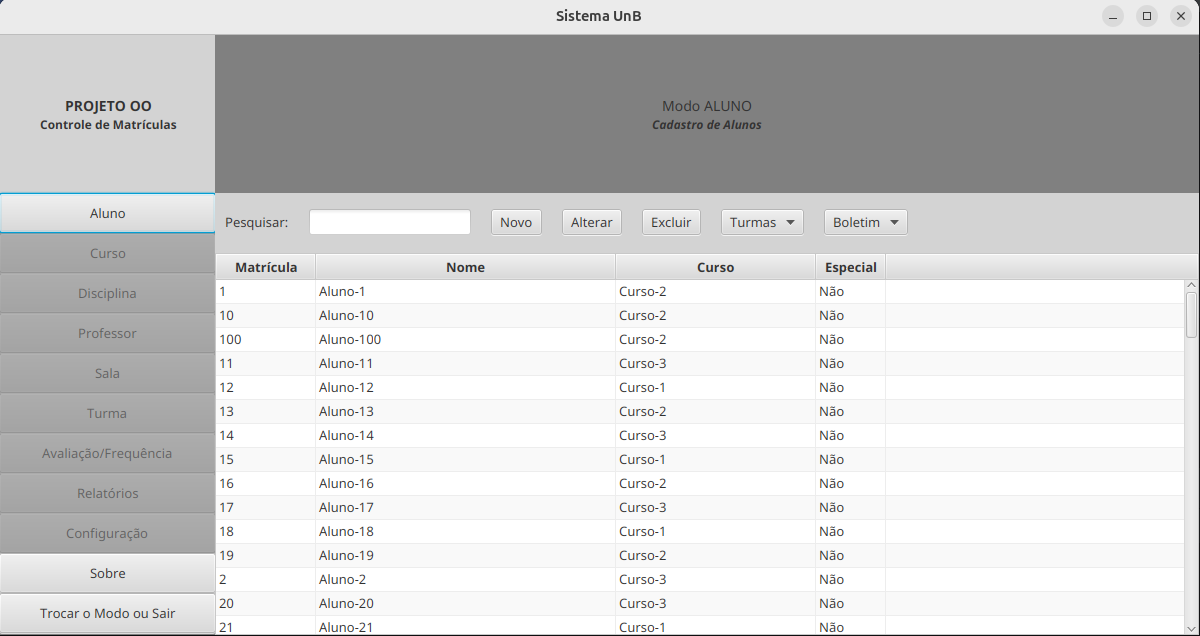 Sistema UnB
PROJETO OO
Controle de Matrículas
Modo ALUNO
Cadastro de Alunos
Aluno
Curso
Disciplina
Professor
Sala
Turma
Avaliação/Frequência
Relatórios
Configuração
Sobre
Trocar o Modo ou Sair
Pesquisar: Novo Alterar Excluir Turmas Boletim
Matrícula Nome Curso Especial
1 Aluno-1 Curso-2 Não
10 Aluno-10 Curso-2 Não
100 Aluno-100 Curso-2 Não
11 Aluno-11 Curso-3 Não
12 Aluno-12 Curso-1 Não
13 Aluno-13 Curso-2 Não
14 Aluno-14 Curso-3 Não
15 Aluno-15 Curso-1 Não
16 Aluno-16 Curso-2 Não
17 Aluno-17 Curso-3 Não
18 Aluno-18 Curso-1 Não
19 Aluno-19 Curso-2 Não
2 Aluno-2 Curso-3 Não
20 Aluno-20 Curso-3 Não
21 Aluno-21 Curso-1 Não